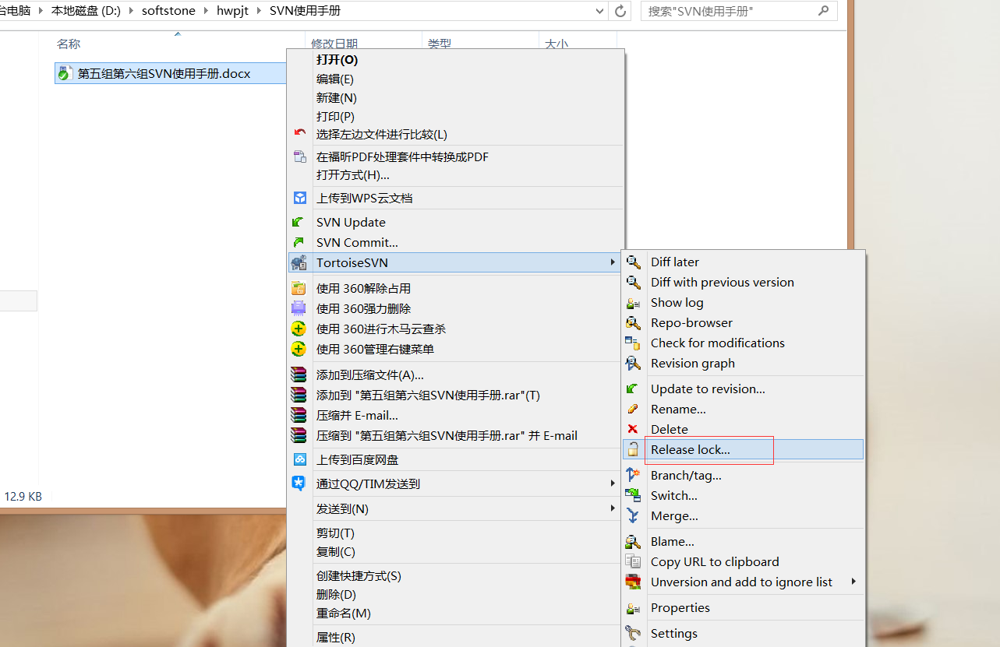 台电脑 本地磁盘 (D:) softstone hwpjt SVN使用手册
搜索"SVN使用手册"
名称 修改日期 类型 大小
第五组第六组SVN使用手册.docx
12.9 KB
打开(O)
编辑(E)
新建(N)
打印(P)
选择左边文件进行比较(L)
在福昕PDF处理套件中转换成PDF
打开方式(H)...
上传到WPS云文档
SVN Update
SVN Commit...
TortoiseSVN
使用 360解除占用
使用 360强力删除
使用 360进行木马云查杀
使用 360管理右键菜单
添加到压缩文件(A)...
添加到 "第五组第六组SVN使用手册.rar"(T)
压缩并 E-mail...
压缩到 "第五组第六组SVN使用手册.rar" 并 E-mail
上传到百度网盘
通过QQ/TIM发送到
发送到(N)
剪切(T)
复制(C)
创建快捷方式(S)
删除(D)
重命名(M)
属性(R)
Diff later
Diff with previous version
Show log
Repo-browser
Check for modifications
Revision graph
Update to revision...
Rename...
Delete
Release lock...
Branch/tag...
Switch...
Merge...
Blame...
Copy URL to clipboard
Unversion and add to ignore list
Properties
Settings